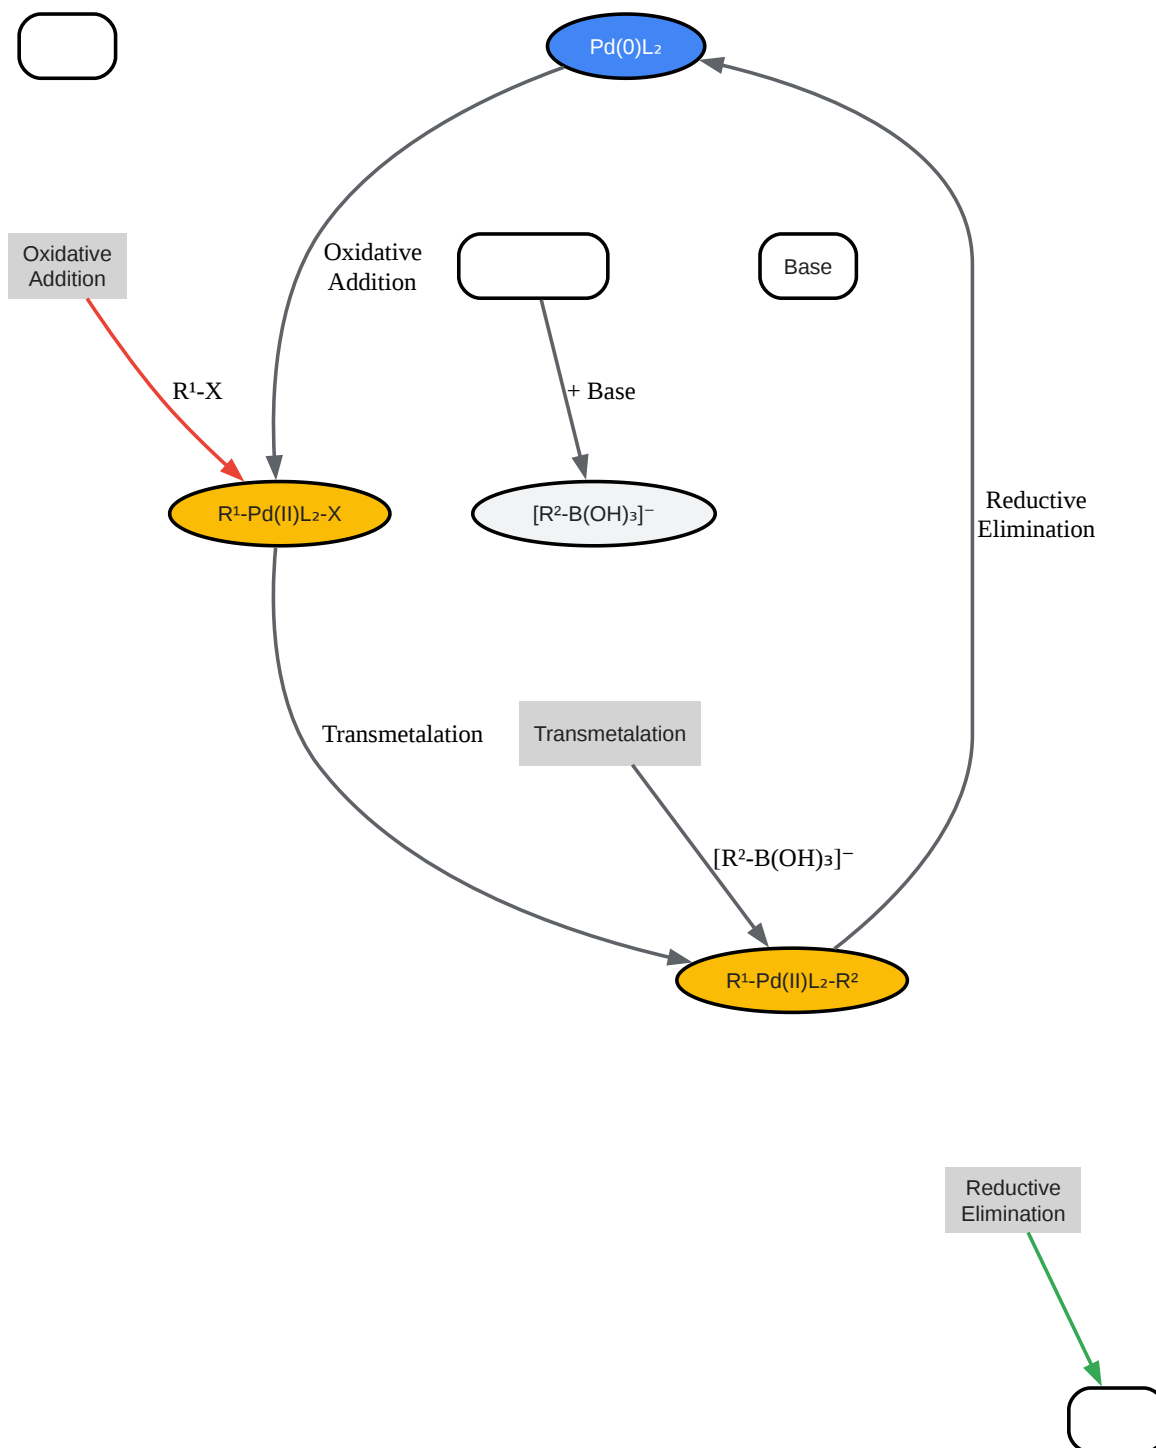 Pd(0)L₂
Oxidative
Addition
Oxidative
Addition
Base
R¹-X
+ Base
R¹-Pd(II)L₂-X
[R²-B(OH)₃]⁻
Reductive
Elimination
Transmetalation
Transmetalation
[R²-B(OH)₃]⁻
R¹-Pd(II)L₂-R²
Reductive
Elimination